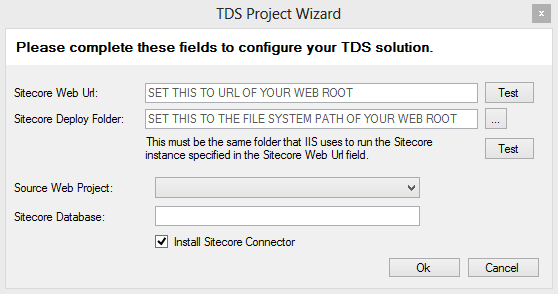 TDS Project Wizard
x
Please complete these fields to configure your TDS solution.
Sitecore Web Url: SET THIS TO URL OF YOUR WEB ROOT Test
Sitecore Deploy Folder: SET THIS TO THE FILE SYSTEM PATH OF YOUR WEB ROOT ...
This must be the same folder that IIS uses to run the Sitecore
instance specified in the Sitecore Web Url field.
Test
Source Web Project:
Sitecore Database:
Install Sitecore Connector
Ok Cancel